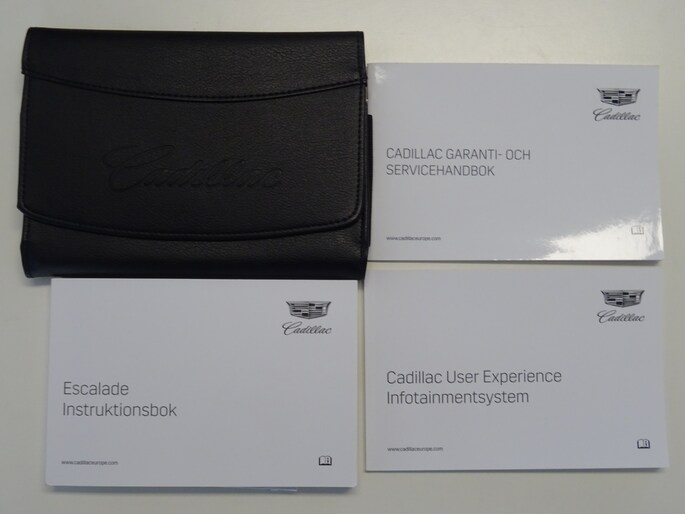 Cadillac
Cadillac
CADILLAC GARANTI- OCH
SERVICEHANDBOK
www.cadillaceurope.com
Cadillac
Escalade
Instruktionsbok
www.cadillaceurope.com
Cadillac
Cadillac User Experience
Infotainmentsystem
www.cadillaceurope.com